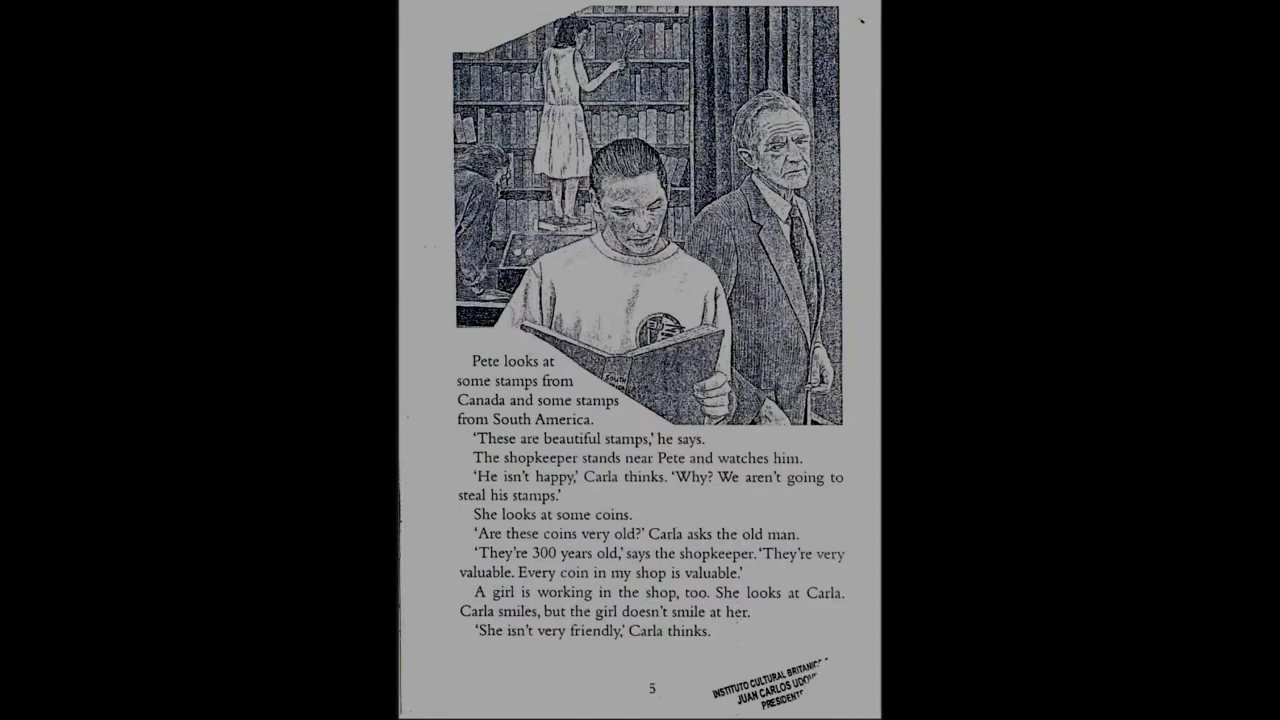 SOUTH
Pete looks at
some stamps from
Canada and some stamps
from South America.
‘These are beautiful stamps,’ he says.
The shopkeeper stands near Pete and watches him.
‘He isn't happy,’ Carla thinks. ‘Why? We aren't going to
steal his stamps.’
She looks at some coins.
‘Are these coins very old?’ Carla asks the old man.
‘They're 300 years old,’ says the shopkeeper. ‘They're very
valuable. Every coin in my shop is valuable.’
A girl is working in the shop, too. She looks at Carla.
Carla smiles, but the girl doesn't smile at her.
‘She isn't very friendly,’ Carla thinks.
5
INSTITUTO CULTURAL
JUAN CARLOS